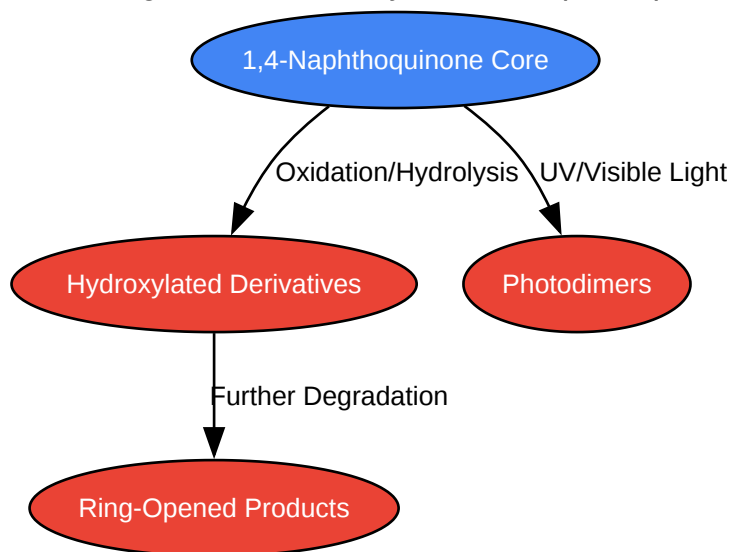 1,4-Naphthoquinone Core
Oxidation/Hydrolysis
UV/Visible Light
Hydroxylated Derivatives
Photodimers
Further Degradation
Ring-Opened Products